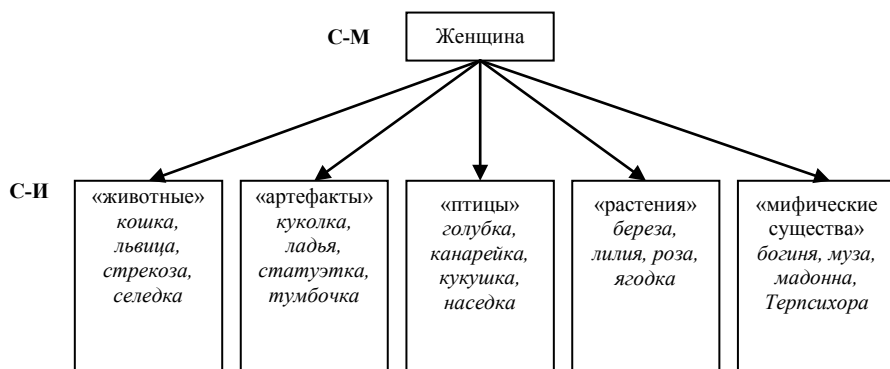 С-М
Женщина
С-И
«животные»
кошка,
львица,
стрекоза,
селедка
«артефакты»
куколка,
ладья,
статуэтка,
тумбочка
«птицы»
голубка,
канарейка,
кукушка,
наседка
«растения»
береза,
лилия, роза,
ягодка
«мифические
существа»
богиня, муза,
мадонна,
Терпсихора